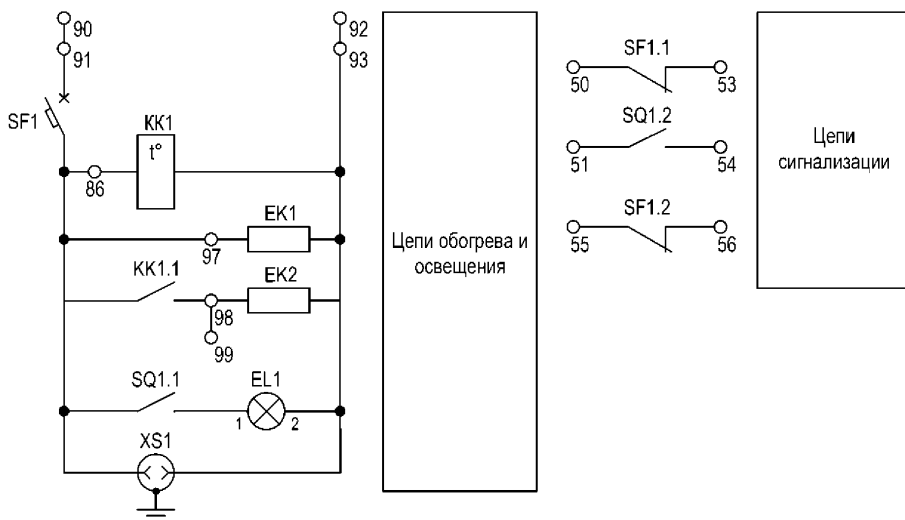 90
91
92
93
SF1
KK1
t°
86
EK1
97
KK1.1
EK2
98
99
SQ1.1
EL1
1
2
XS1
Цепи обогрева и
освещения
SF1.1
50
53
SQ1.2
51
54
SF1.2
55
56
Цепи
сигнализации